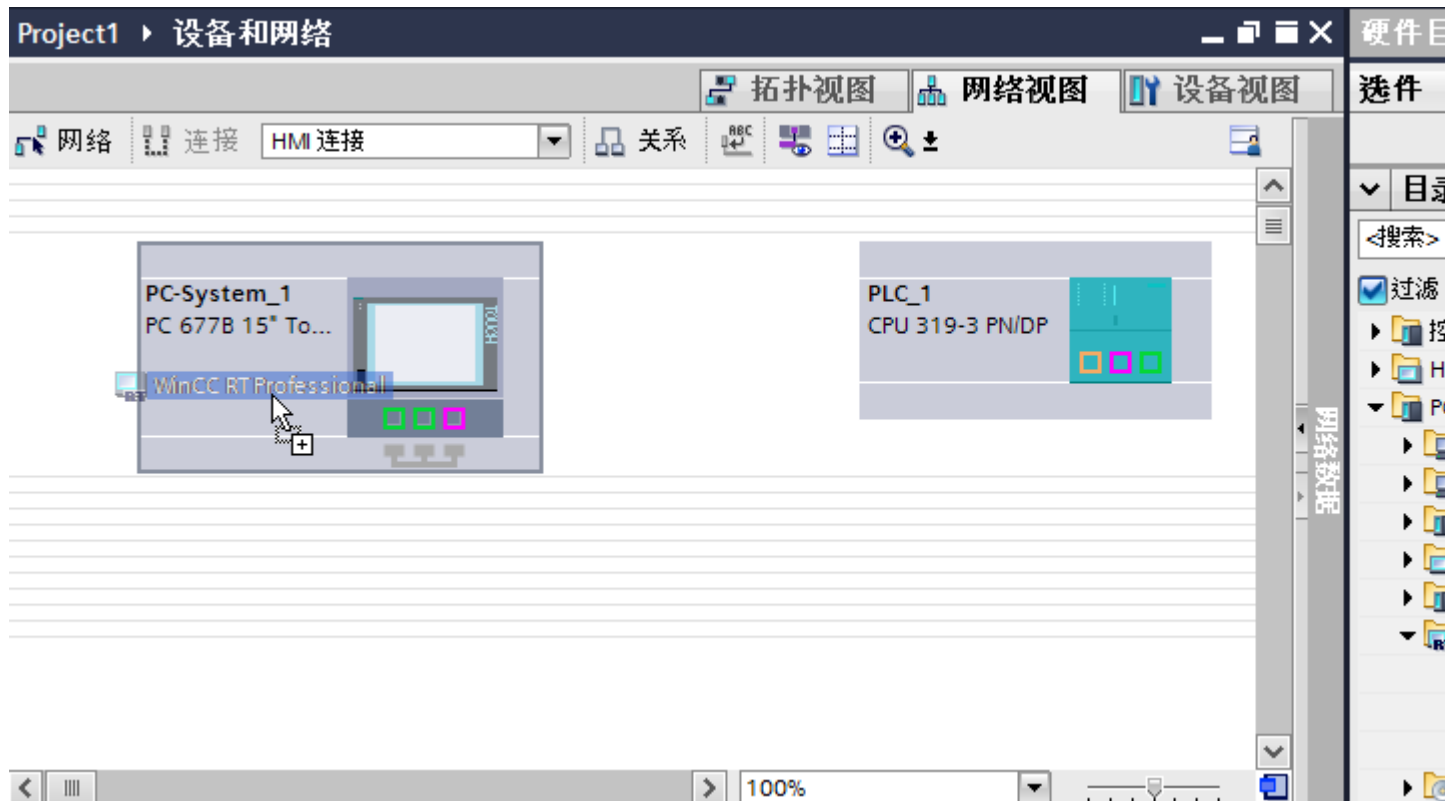 Project1 ▸ 设备和网络
硬件目
拓扑视图 网络视图 设备视图
选件
网络 连接 HMI 连接 关系
目录
<搜索>
过滤
PC-System_1
PC 677B 15" To...
TOUCH
WinCC RT Professional
PLC_1
CPU 319-3 PN/DP
控
H
PC
网络数据
100%